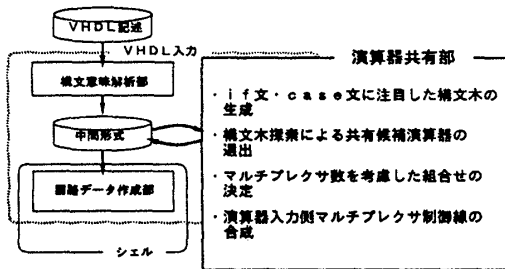 VHDL記述
VHDL入力
構文意味解析部
中間形式
回路データ作成部
シェル
演算器共有部
・if文・case文に注目した構文木の
生成
・構文木探索による共有候補演算器の
選出
・マルチプレクサ数を考慮した組合せの
決定
・演算器入力側マルチプレクサ制御線の
合成